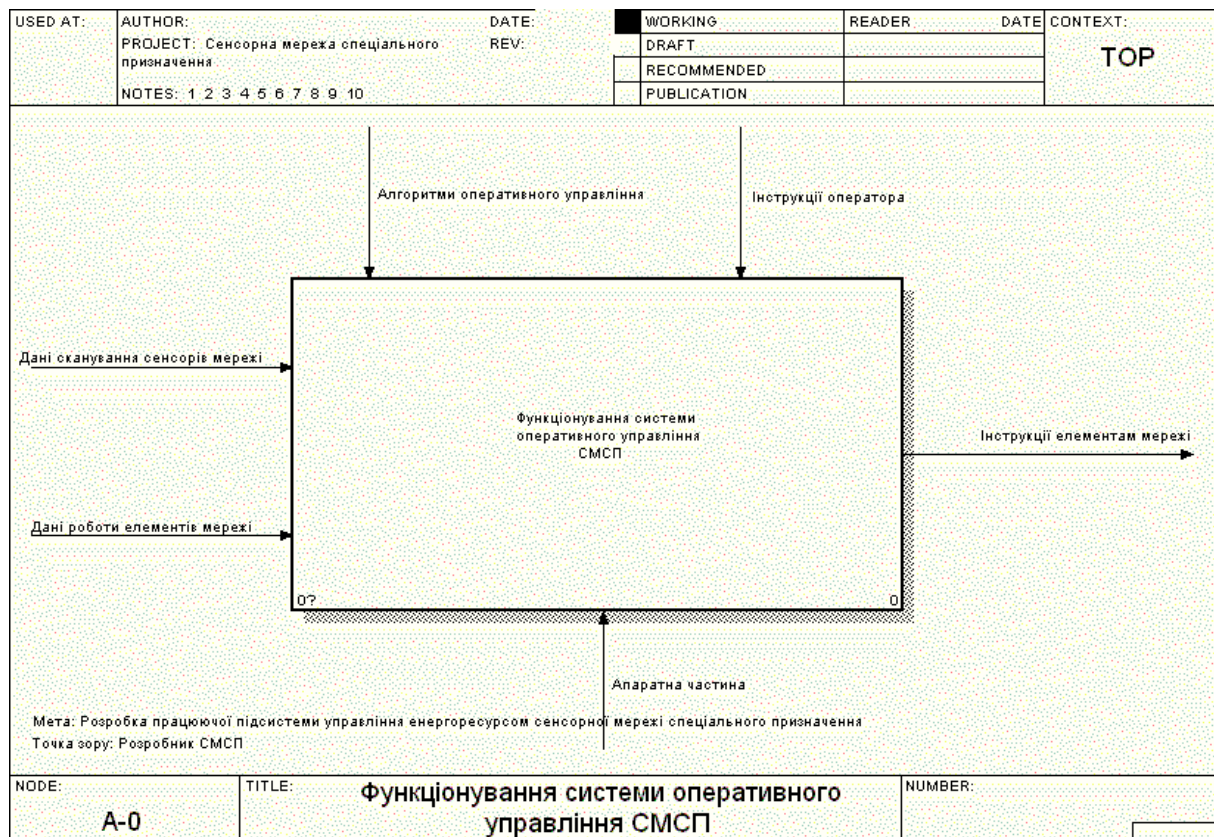 USED AT:
AUTHOR:
DATE:
PROJECT: Сенсорна мережа спеціального
призначення
REV:
NOTES: 1 2 3 4 5 6 7 8 9 10
WORKING
DRAFT
RECOMMENDED
PUBLICATION
READER
DATE
CONTEXT:
TOP
Алгоритми оперативного управління
Інструкції оператора
Дані сканування сенсорів мережі
Функціонування системи
оперативного управління
СМСП
Інструкції елементам мережі
Дані роботи елементів мережі
0?
0
Апаратна частина
Мета: Розробка працюючої підсистеми управління енергоресурсом сенсорної мережі спеціального призначення
Точка зору: Розробник СМСП
NODE:
A-0
TITLE:
Функціонування системи оперативного
управління СМСП
NUMBER: